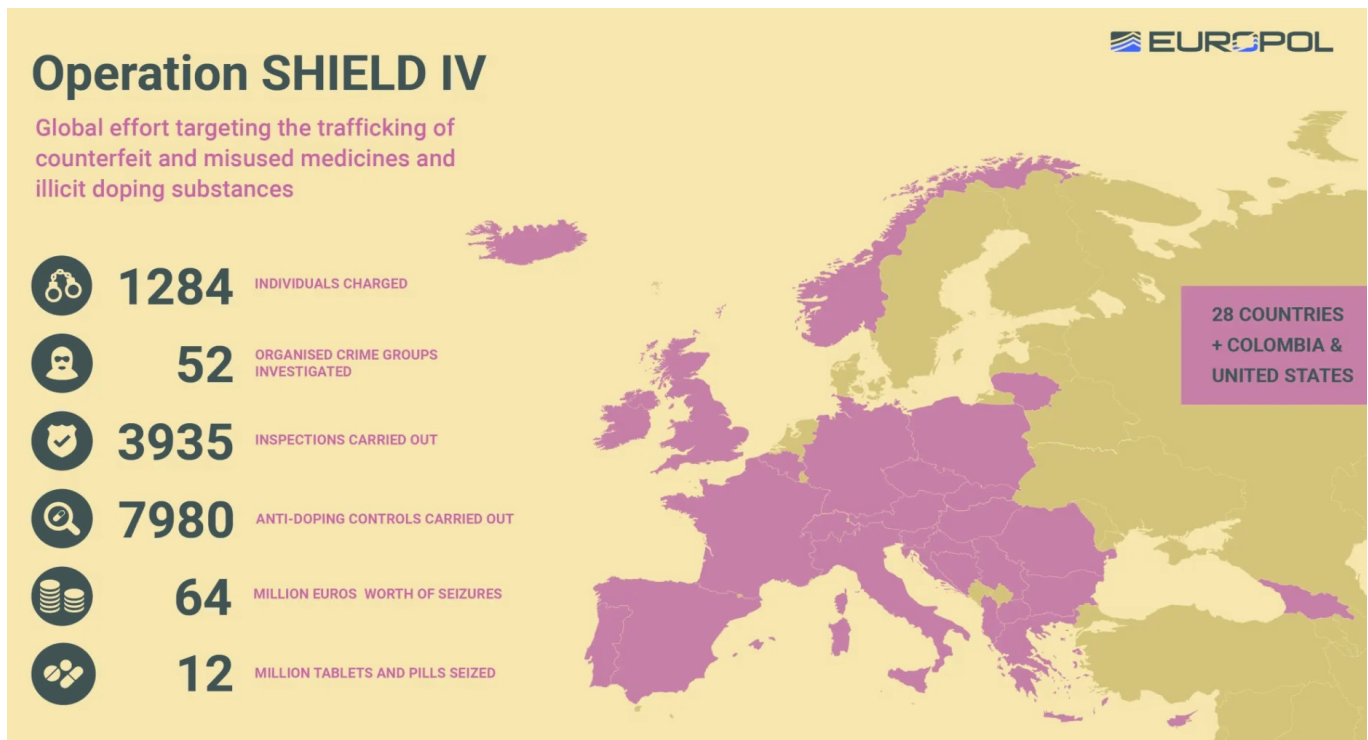 EUROPOL
Operation SHIELD IV
Global effort targeting the trafficking of
counterfeit and misused medicines and
illicit doping substances
1284 INDIVIDUALS CHARGED
52 ORGANISED CRIME GROUPS
INVESTIGATED
3935 INSPECTIONS CARRIED OUT
7980 ANTI-DOPING CONTROLS CARRIED OUT
64 MILLION EUROS WORTH OF SEIZURES
12 MILLION TABLETS AND PILLS SEIZED
28 COUNTRIES
+ COLOMBIA &
UNITED STATES